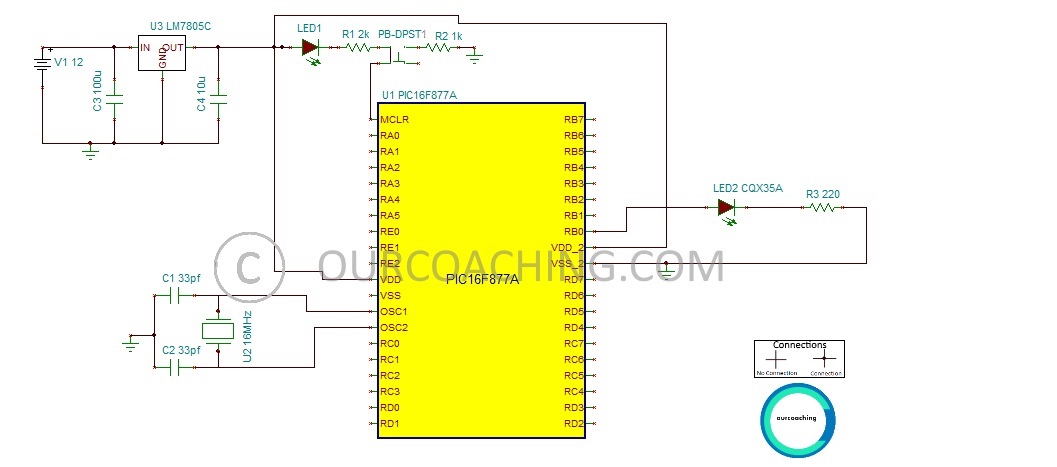 U3 LM7805C
IN
OUT
GND
V1 12
C3 100u
C4 10u
LED1
R1 2k
PB-DPST1
R2 1k
U1 PIC16F877A
MCLR
RA0
RA1
RA2
RA3
RA4
RA5
RE0
RE1
RE2
VDD
VSS
OSC1
OSC2
RC0
RC1
RC2
RC3
RD0
RD1
RB7
RB6
RB5
RB4
RB3
RB2
RB1
RB0
VDD_2
VSS_2
RD7
RD6
RD5
RD4
RC7
RC6
RC5
RC4
RD3
RD2
PIC16F877A
LED2 CQX35A
R3 220
C1 33pf
C2 33pf
U2 16MHz
© OURCOACHING.COM
Connections
No Connection
Connection
ourcoaching